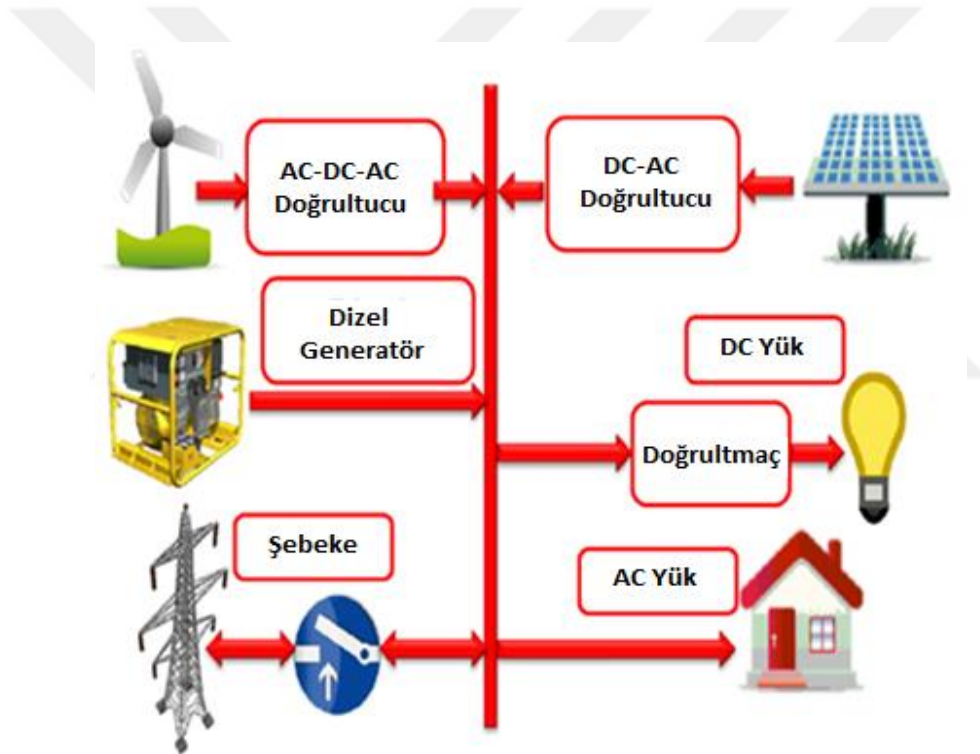 AC-DC-AC
Doğrultucu
DC-AC
Doğrultucu
Dizel
Generatör
DC Yük
Doğrultmaç
Şebeke
AC Yük